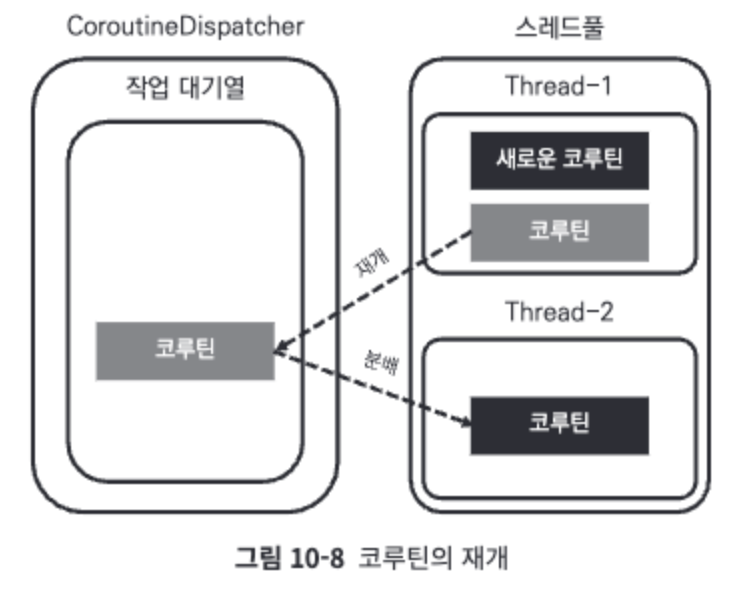 CoroutineDispatcher
스레드풀
작업 대기열
Thread-1
새로운 코루틴
코루틴
재개
Thread-2
코루틴
분배
코루틴
그림 10-8 코루틴의 재개